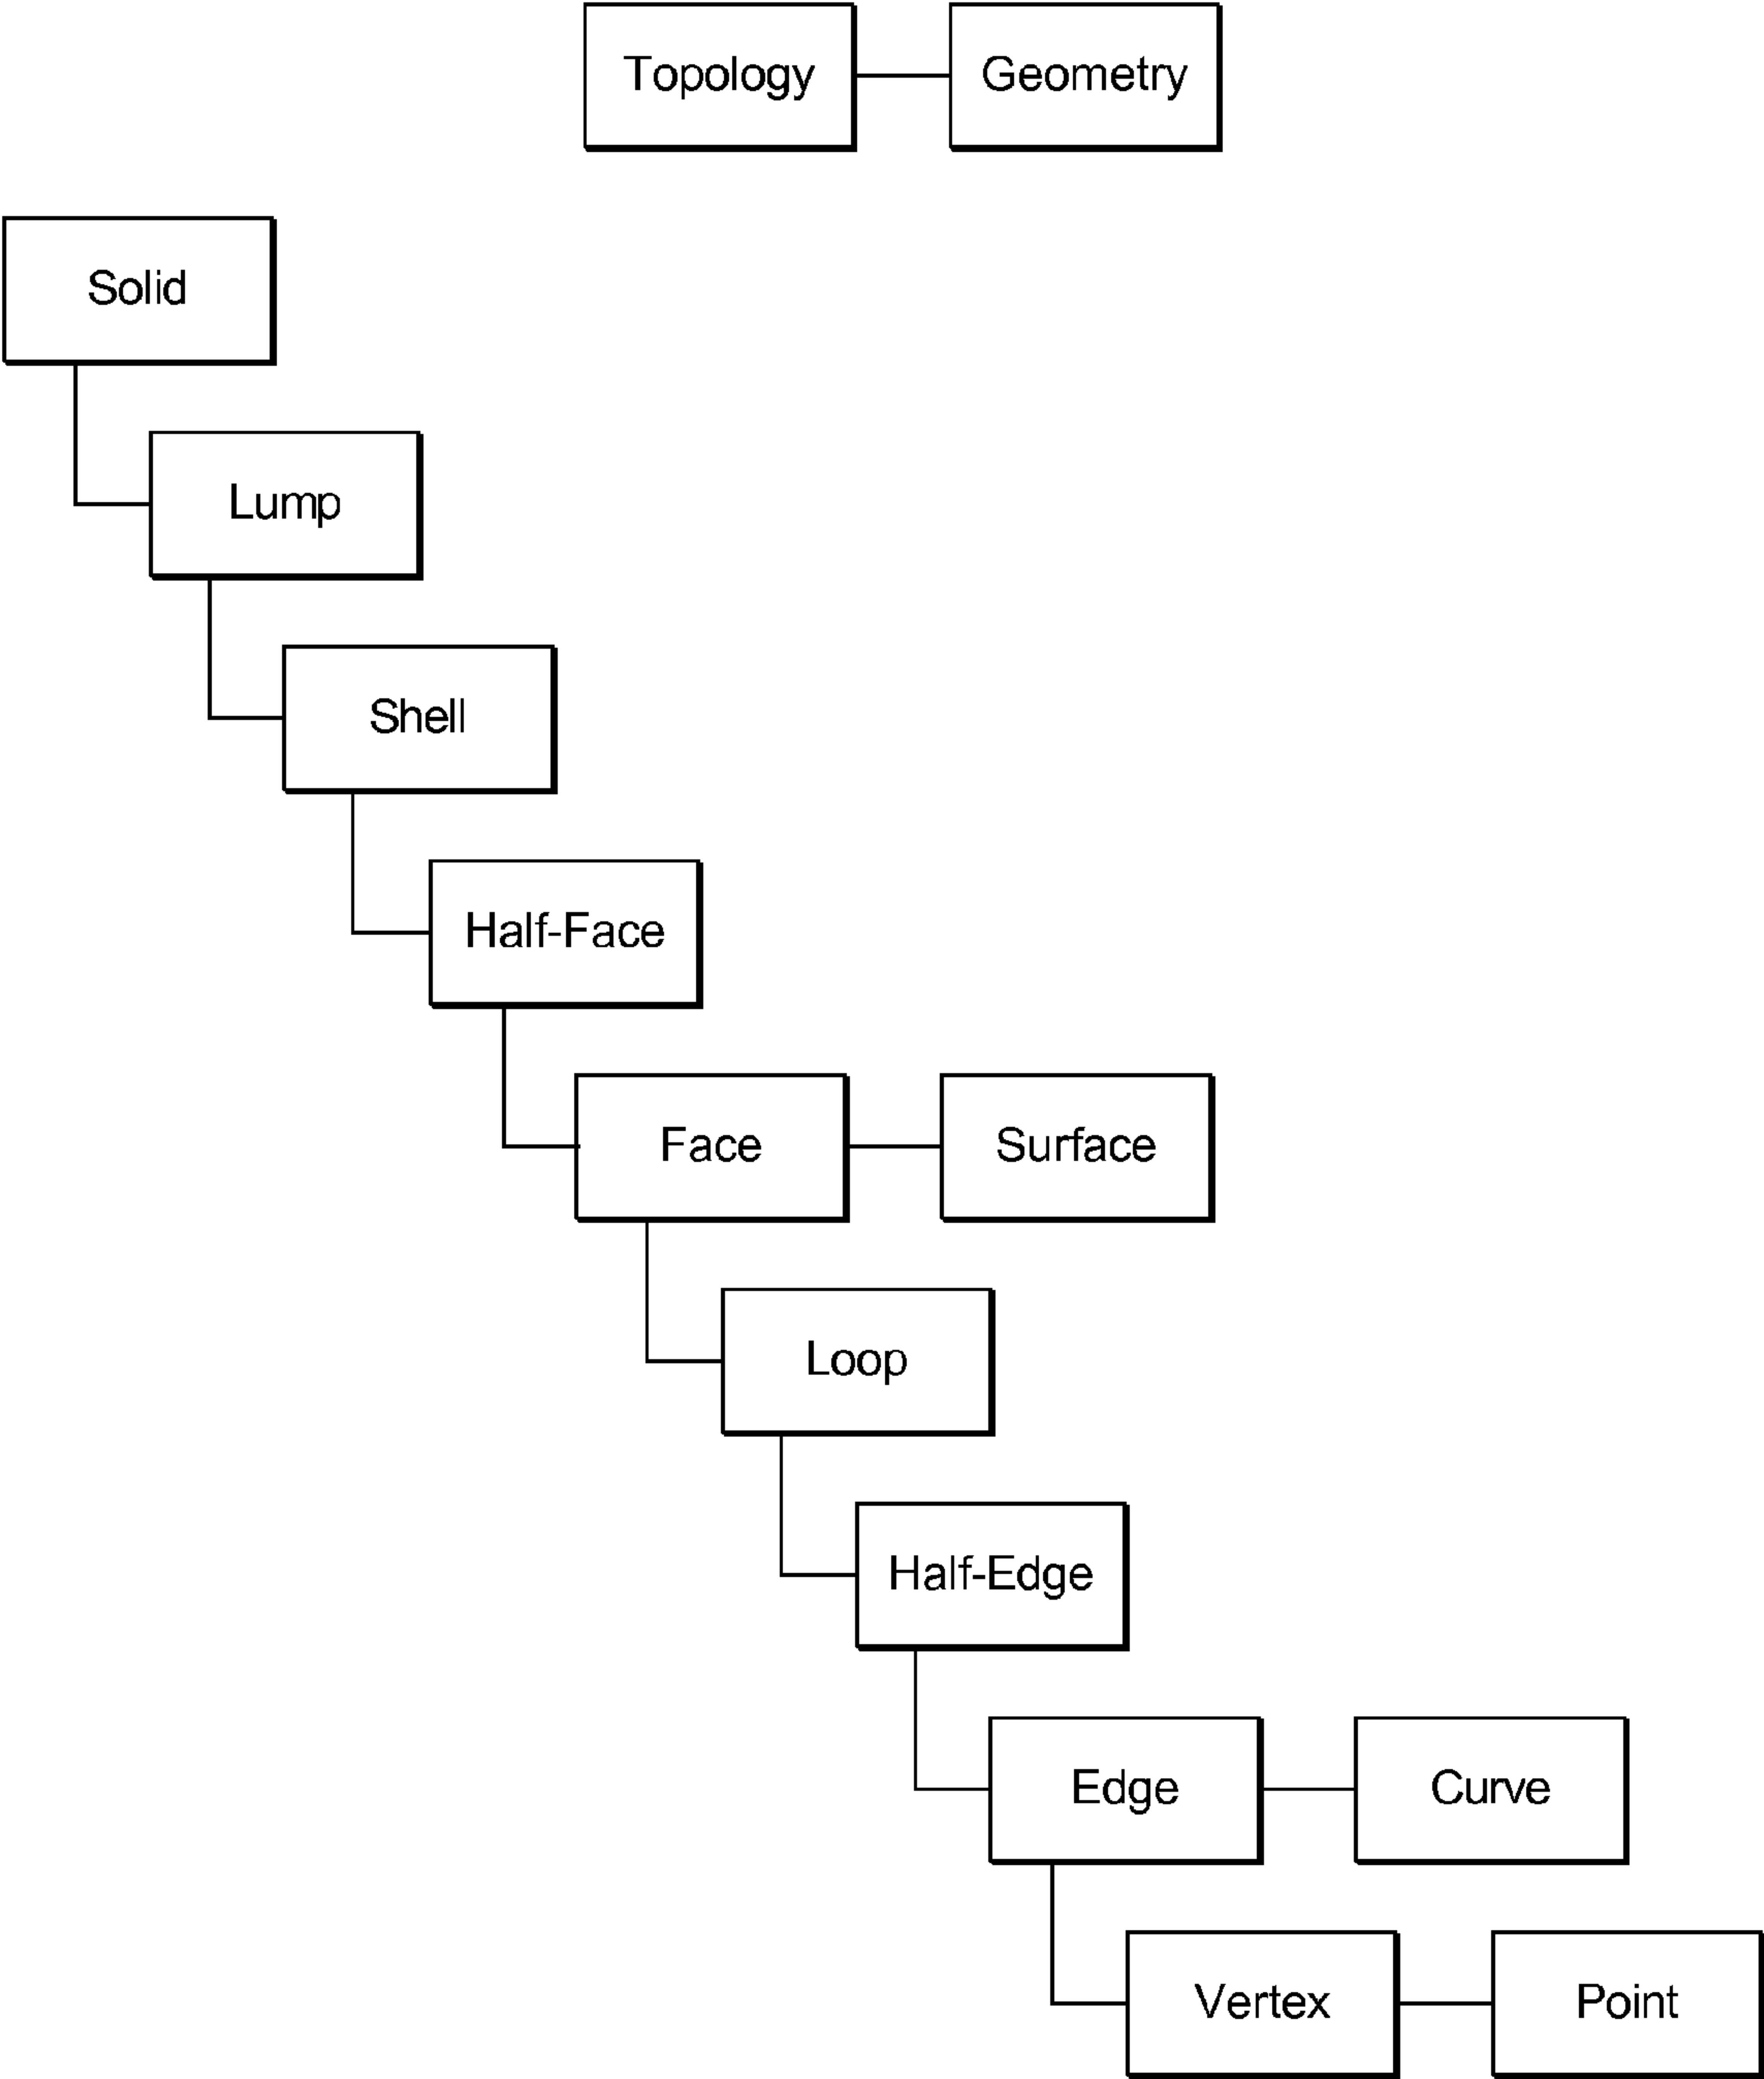 Topology Geometry
Solid
Lump
Shell
Half-Face
Face Surface
Loop
Half-Edge
Edge Curve
Vertex Point